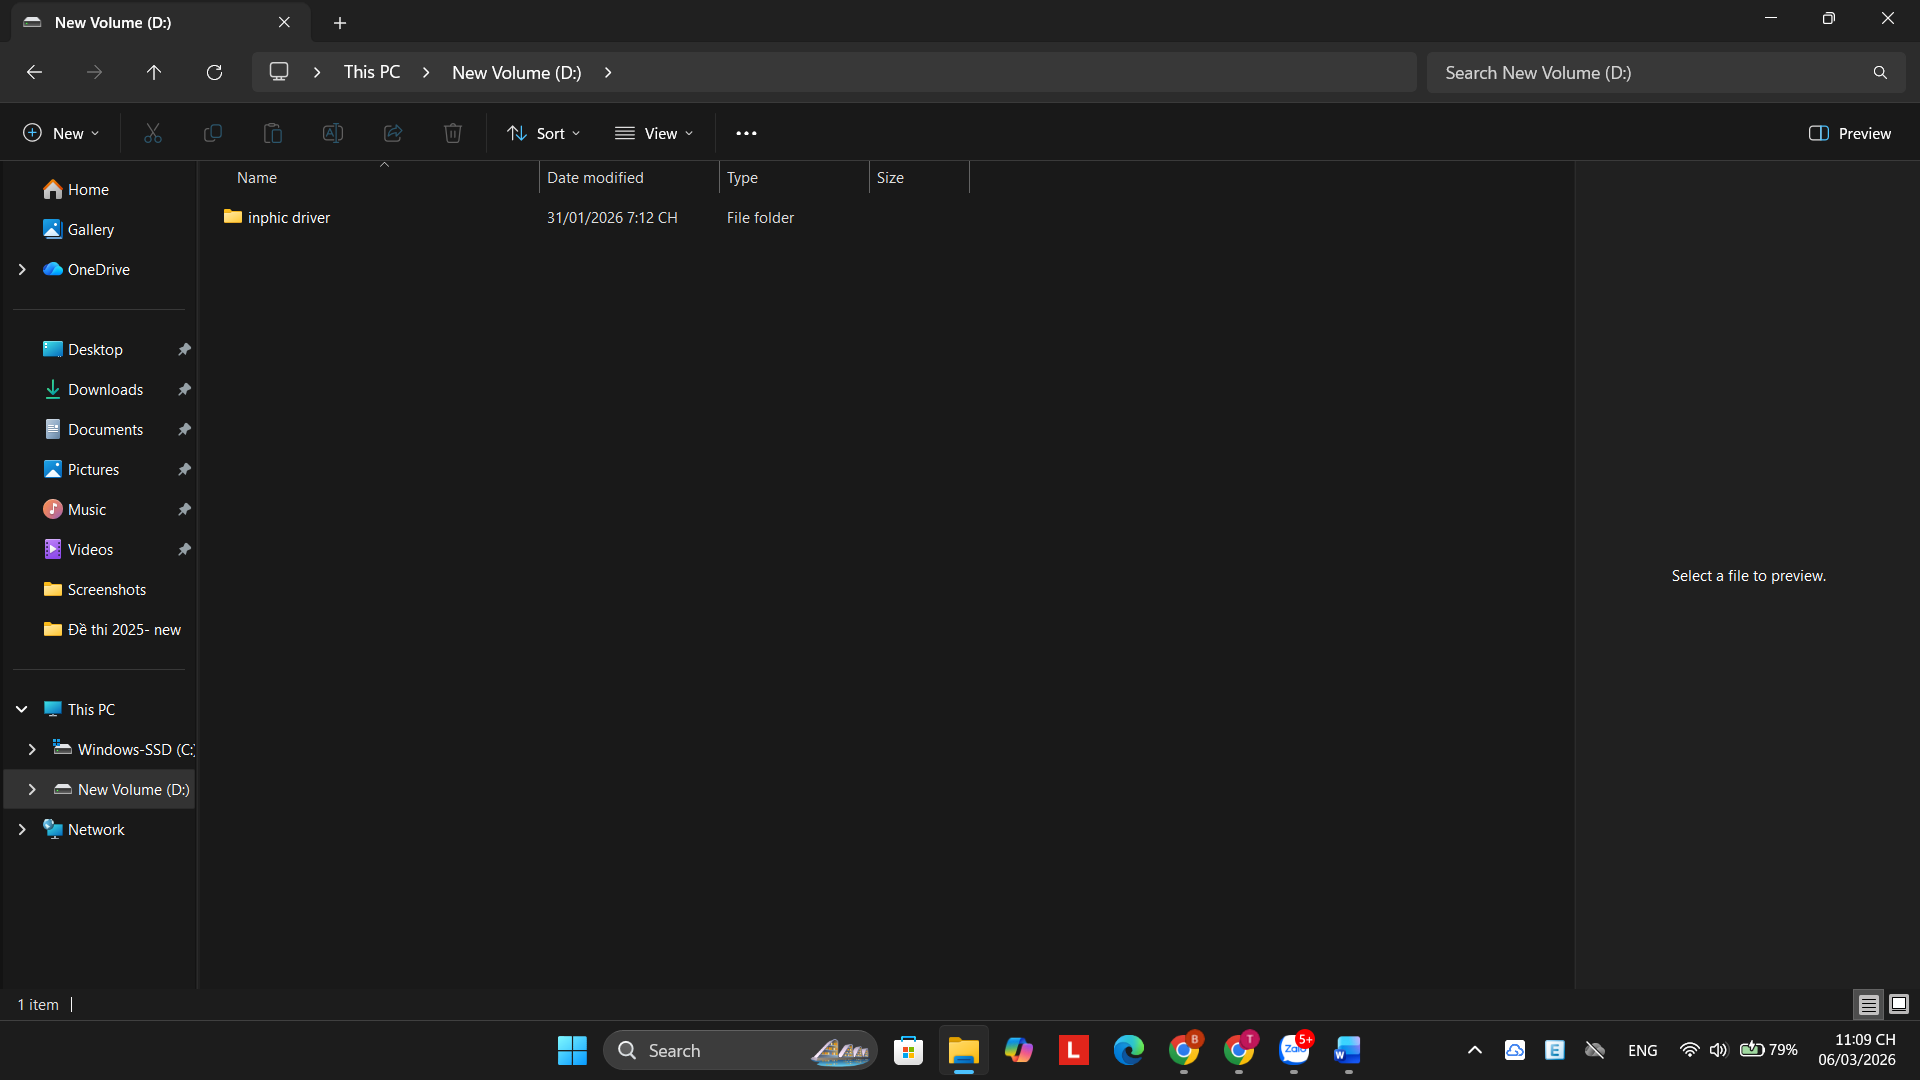 New Volume (D:)
This PC
New Volume (D:)
Search New Volume (D:)
New
Sort
View
Preview
Name
Date modified
Type
Size
inphic driver
31/01/2026 7:12 CH
File folder
Home
Gallery
OneDrive
Desktop
Downloads
Documents
Pictures
Music
Videos
Screenshots
Đề thi 2025- new
This PC
Windows-SSD (C:)
New Volume (D:)
Network
Select a file to preview.
1 item
Search
L
B
T
Zalo
5+
W
E
ENG
79%
11:09 CH
06/03/2026